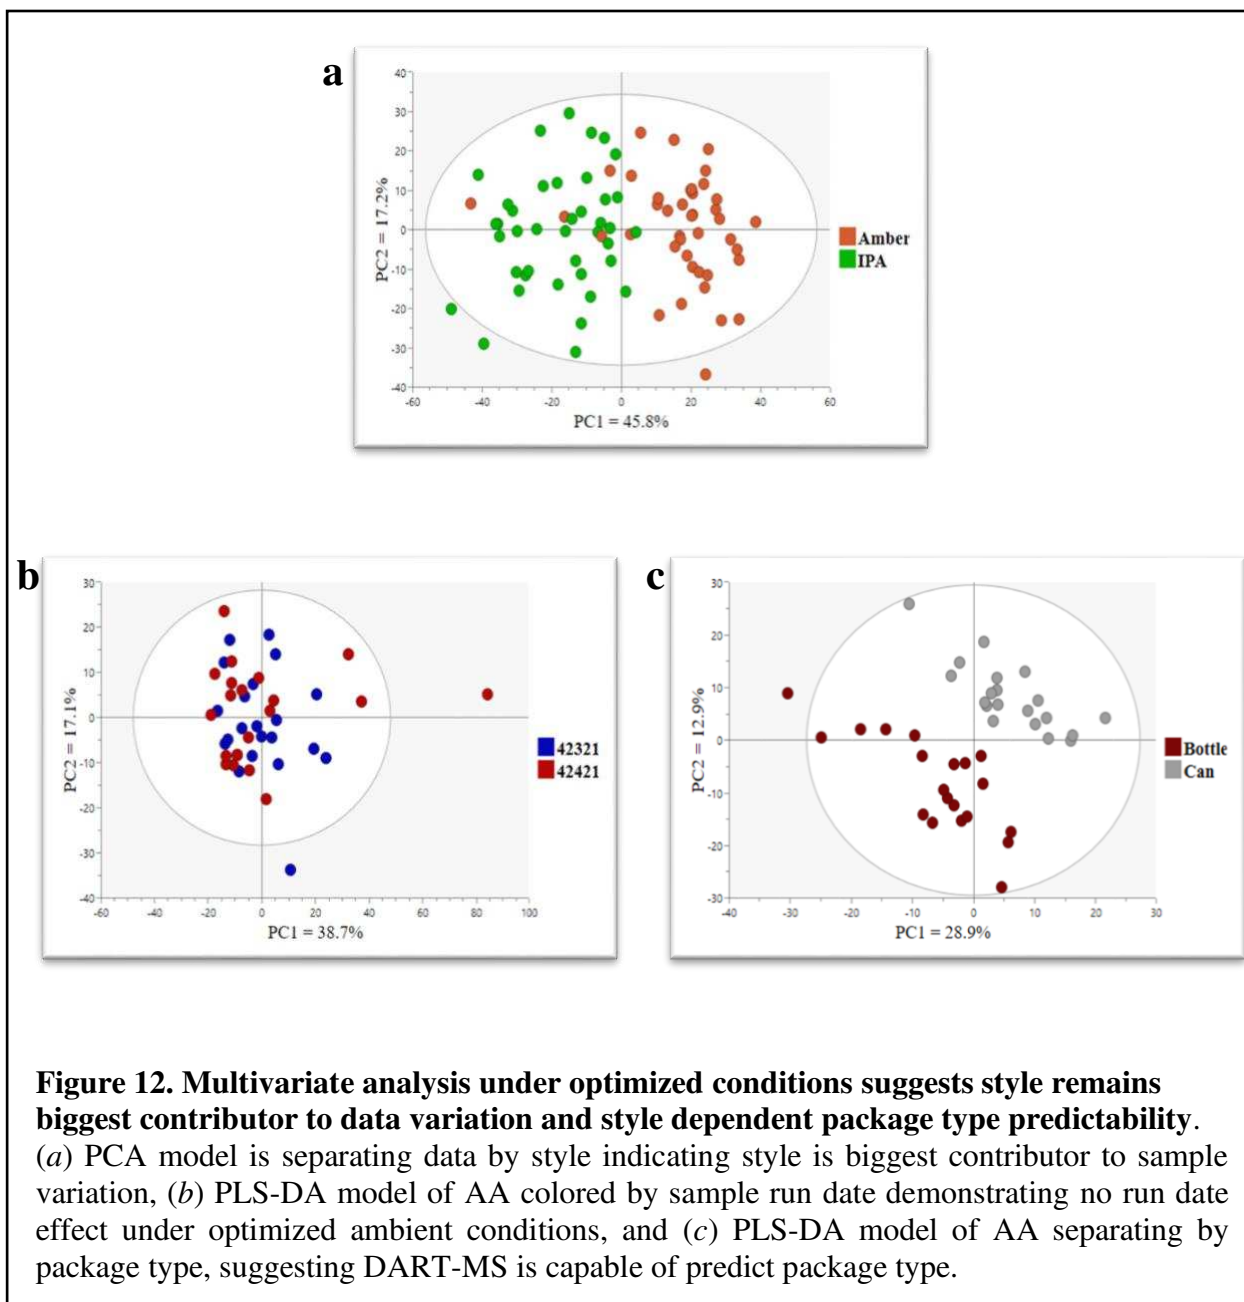 a
40
30
20
10
0
-10
-20
-30
-40
-60
-40
-20
0
20
40
60
PC2 = 17.2%
PC1 = 45.8%
Amber
IPA
b
30
20
10
0
-10
-20
-30
-40
-60
-40
-20
0
20
40
60
80
100
PC2 = 17.1%
PC1 = 38.7%
42321
42421
c
30
20
10
0
-10
-20
-30
-40
-30
-20
-10
0
10
20
30
PC2 = 12.9%
PC1 = 28.9%
Bottle
Can
Figure 12. Multivariate analysis under optimized conditions suggests style remains
biggest contributor to data variation and style dependent package type predictability.
(a) PCA model is separating data by style indicating style is biggest contributor to sample
variation, (b) PLS-DA model of AA colored by sample run date demonstrating no run date
effect under optimized ambient conditions, and (c) PLS-DA model of AA separating by
package type, suggesting DART-MS is capable of predict package type.